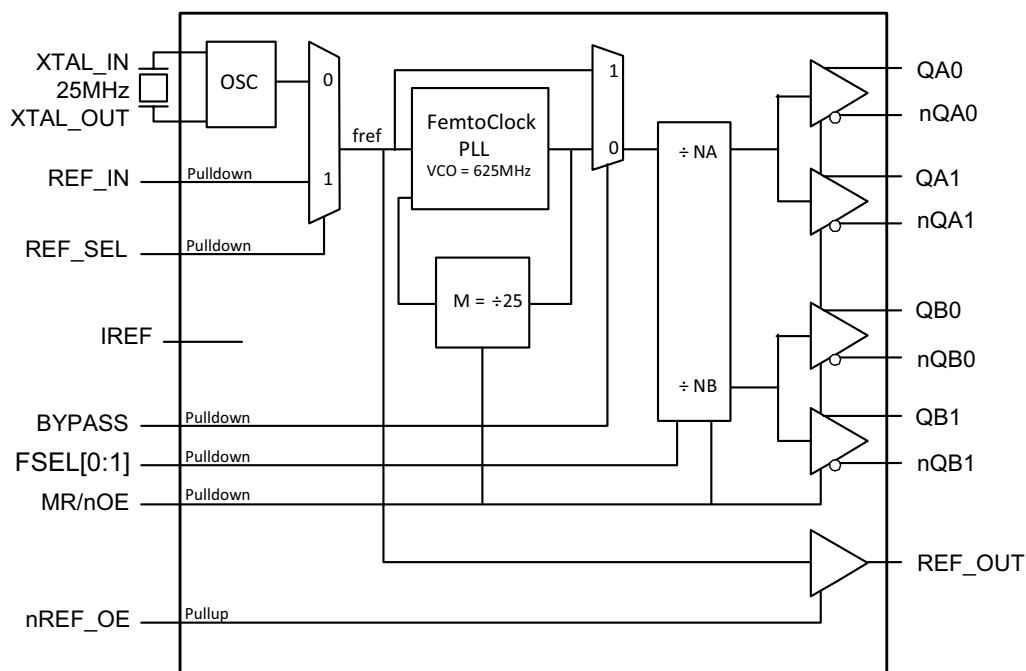 XTAL_IN
25MHz
XTAL_OUT
OSC
0
1
fref
REF_IN
Pulldown
REF_SEL
Pulldown
IREF
BYPASS
Pulldown
FSEL[0:1]
Pulldown
MR/nOE
Pulldown
nREF_OE
Pullup
FemtoClock
PLL
VCO = 625MHz
M = ÷25
1
0
÷ NA
÷ NB
QA0
nQA0
QA1
nQA1
QB0
nQB0
QB1
nQB1
REF_OUT